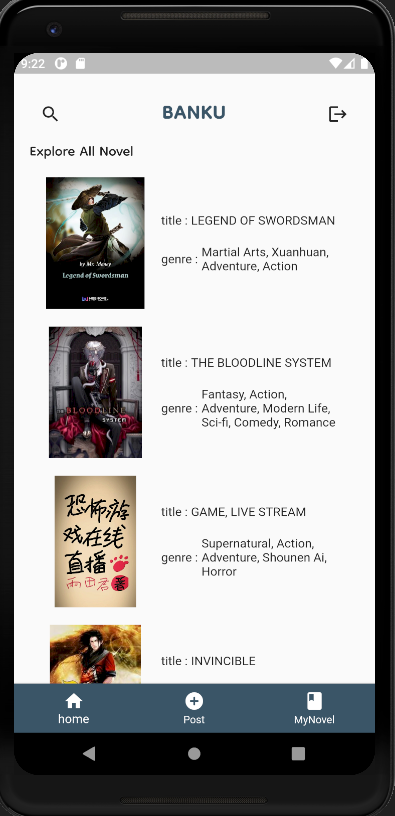 9:22
BANKU
Explore All Novel
by Mr. Money
Legend of Swordsman
title : LEGEND OF SWORDSMAN
genre : Martial Arts, Xuanhuan,
Adventure, Action
BLOODLINE
SYSTEM
title : THE BLOODLINE SYSTEM
genre : Fantasy, Action,
Adventure, Modern Life,
Sci-fi, Comedy, Romance
恐怖游
戏在线
直播
title : GAME, LIVE STREAM
genre : Supernatural, Action,
Adventure, Shounen Ai,
Horror
title : INVINCIBLE
home
Post
MyNovel